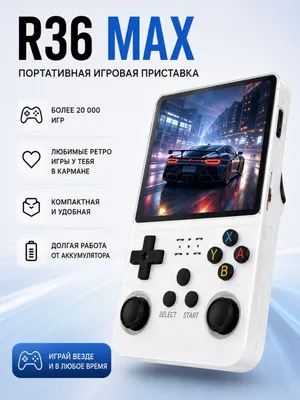 R36 MAX
ПОРТАТИВНАЯ ИГРОВАЯ ПРИСТАВКА
БОЛЕЕ 20 000
ИГР
ЛЮБИМЫЕ РЕТРО
ИГРЫ У ТЕБЯ
В КАРМАНЕ
КОМПАКТНАЯ
И УДОБНАЯ
ДОЛГАЯ РАБОТА
ОТ АККУМУЛЯТОРА
X
Y A
B
SELECT START
ИГРАЙ ВЕЗДЕ
И В ЛЮБОЕ ВРЕМЯ